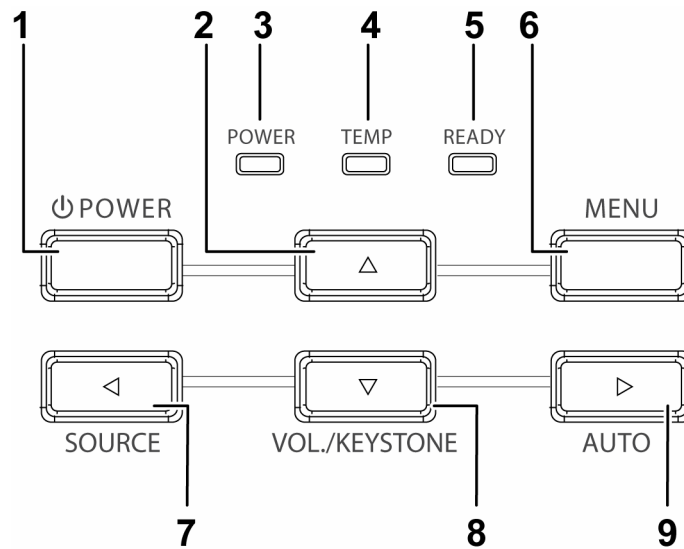 1 2 3 4 5 6
POWER TEMP READY
POWER MENU
SOURCE VOL./KEYSTONE AUTO
7 8 9